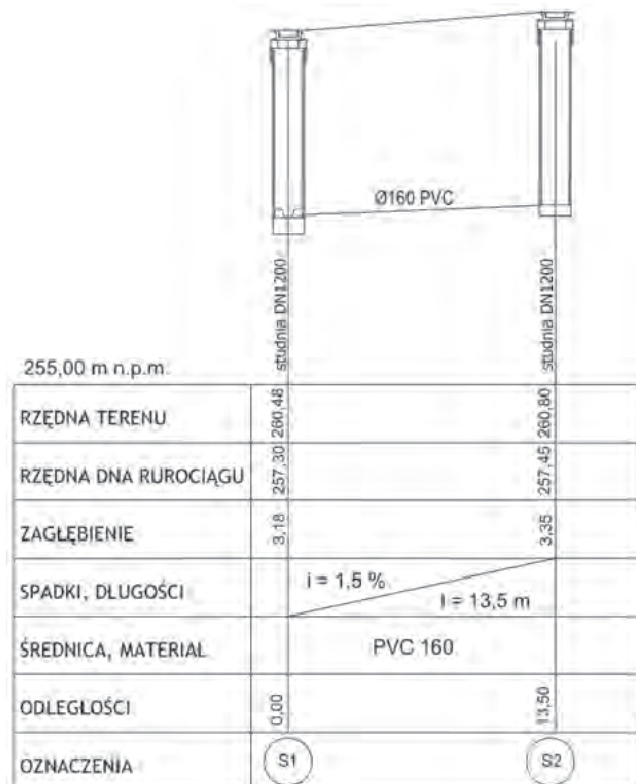 Ø160 PVC
studnia DN1200
studnia DN1200
255,00 m n.p.m.
RZĘDNA TERENU 260,48 260,80
RZĘDNA DNA RUROCIĄGU 257,30 257,45
ZAGŁĘBIENIE 3,18 3,35
SPADKI, DŁUGOŚCI i = 1,5 % l = 13,5 m
ŚREDNICA, MATERIAŁ PVC 160
ODLEGŁOŚCI 0,00 13,50
OZNACZENIA S1 S2